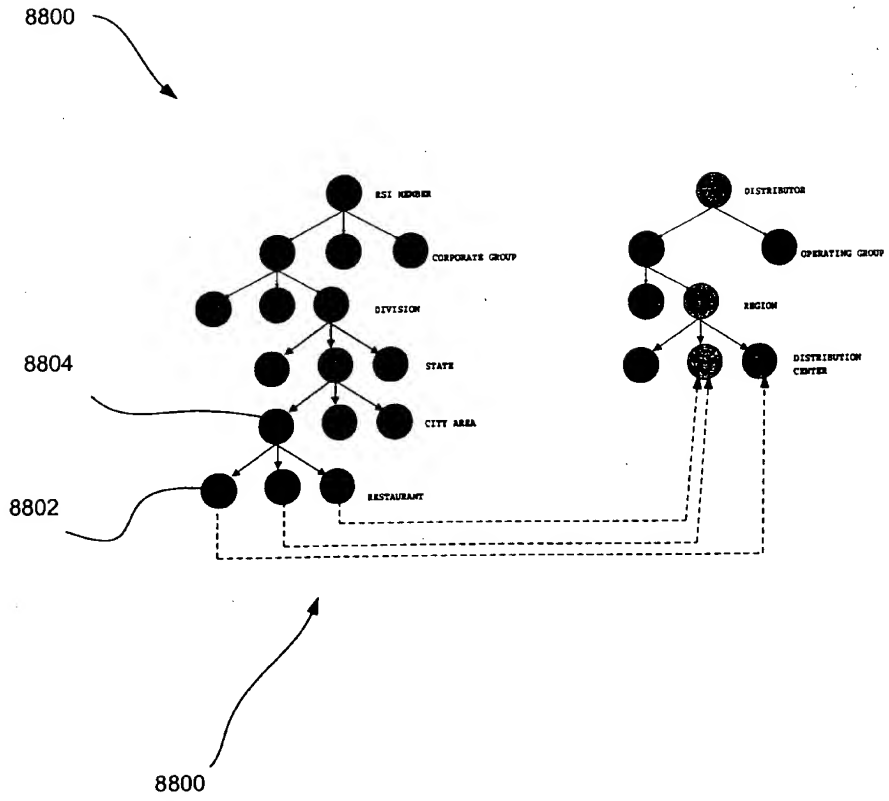 8800
RSI MEMBER
DISTRIBUTOR
CORPORATE GROUP
OPERATING GROUP
DIVISION
REGION
8804
STATE
DISTRIBUTION
CENTER
CITY AREA
8802
RESTAURANT
8800